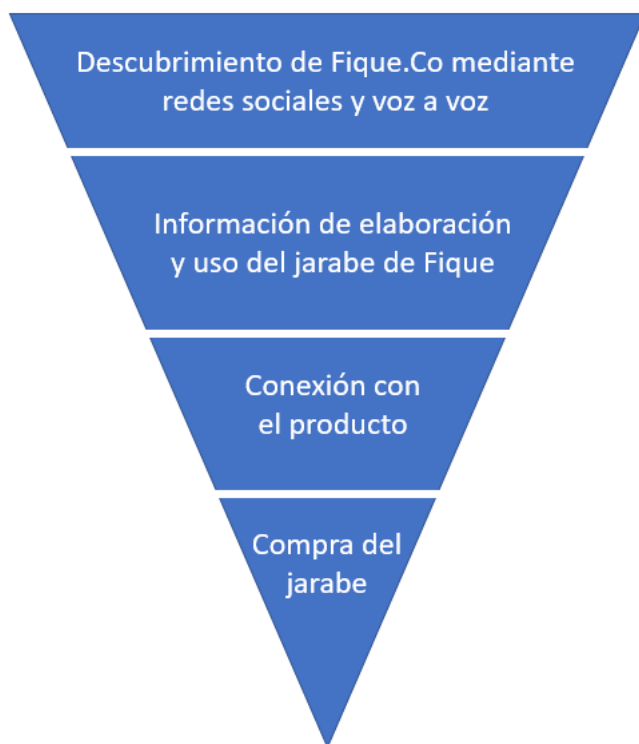 Descubrimiento de Fique.Co mediante
redes sociales y voz a voz
Información de elaboración
y uso del jarabe de Fique
Conexión con
el producto
Compra del
jarabe